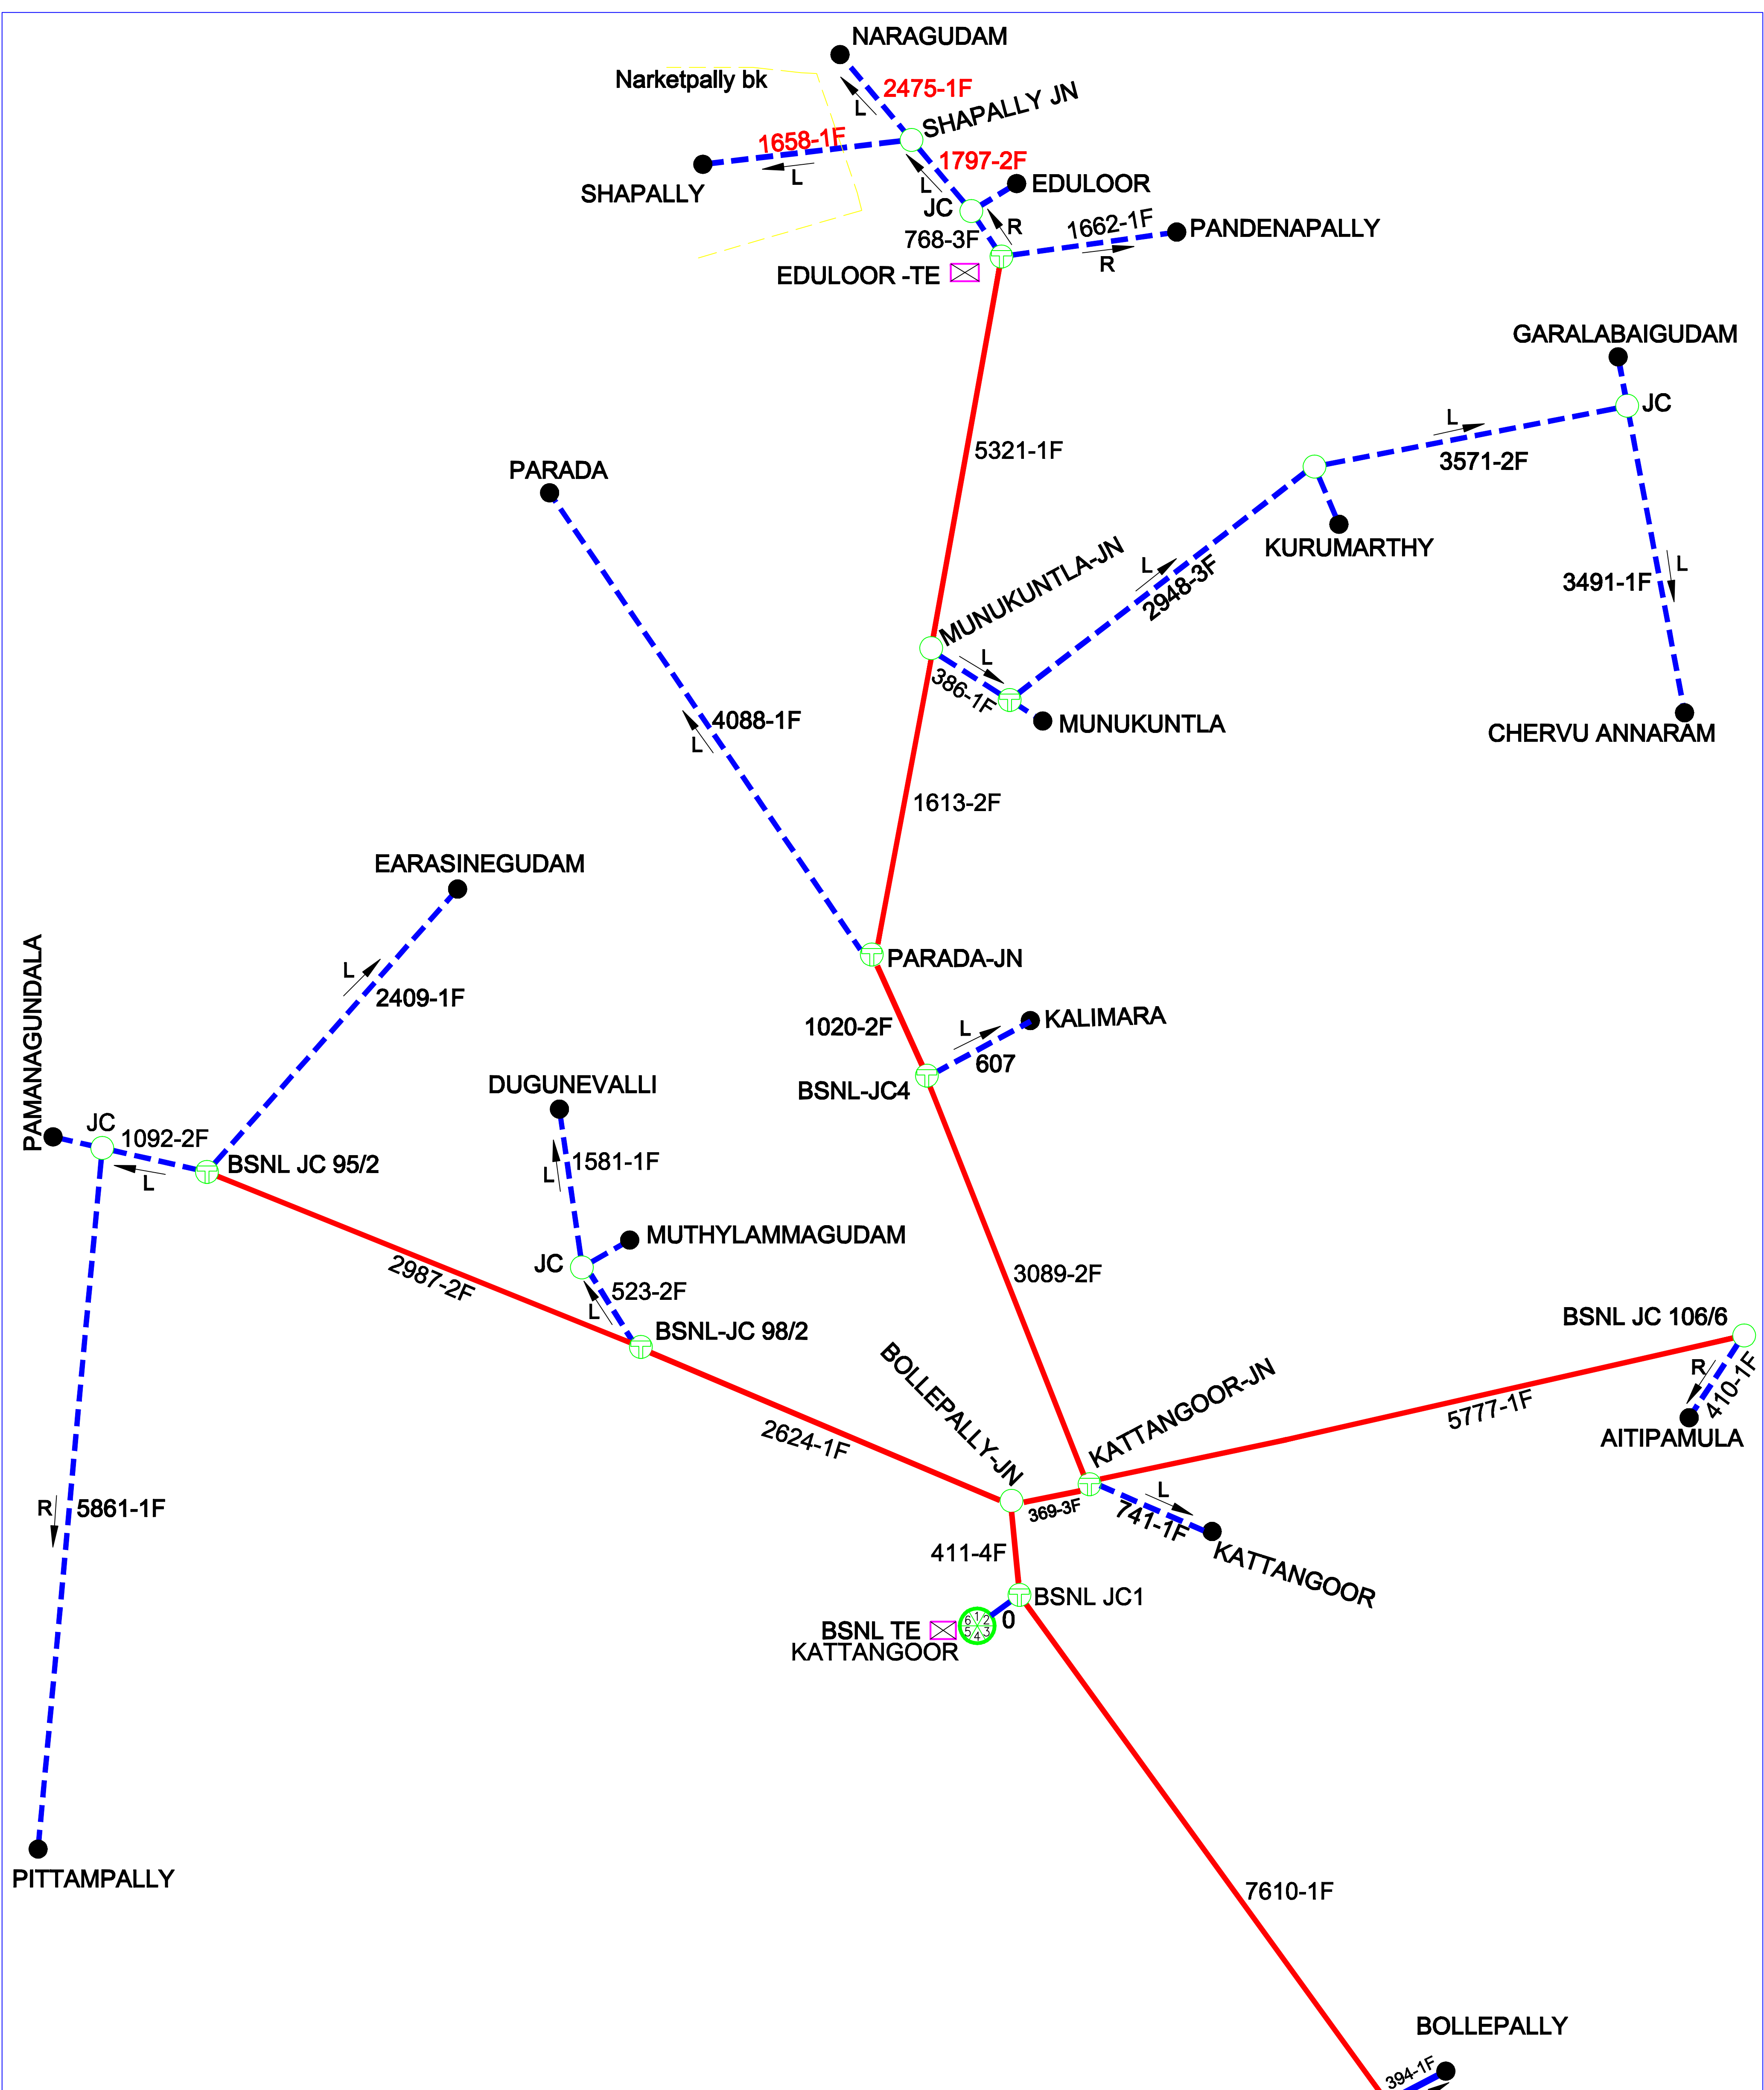 NARAGUDAM
Narketpally bk
2475-1F
SHAPALLY JN
L
1658-1F
1797-2F
L
L
SHAPALLY
EDULOOR
JC
R
1662-1F
PANDENAPALLY
768-3F
R
EDULOOR -TE
GARALABAIGUDAM
JC
L
3571-2F
5321-1F
PARADA
KURUMARTHY
MUNUKUNTLA-JN
L
2948-3F
3491-1F
L
L
386-1F
MUNUKUNTLA
CHERVU ANNARAM
4088-1F
L
1613-2F
EARASINEGUDAM
PARADA-JN
L
2409-1F
PAMANAGUNDALA
1020-2F
L
KALIMARA
607
BSNL-JC4
DUGUNEVALLI
JC
1092-2F
L
BSNL JC 95/2
1581-1F
L
MUTHYLAMMAGUDAM
JC
2987-2F
523-2F
L
3089-2F
BSNL-JC 98/2
BSNL JC 106/6
BOLLEPALLY-JN
KATTANGOOR-JN
R
410-1F
5777-1F
AITIPAMULA
2624-1F
369-3F
L
741-1F
KATTANGOOR
R
5861-1F
411-4F
BSNL JC1
0
BSNL TE
KATTANGOOR
6 1 2
5 4 3
PITTAMPALLY
7610-1F
BOLLEPALLY
394-1F